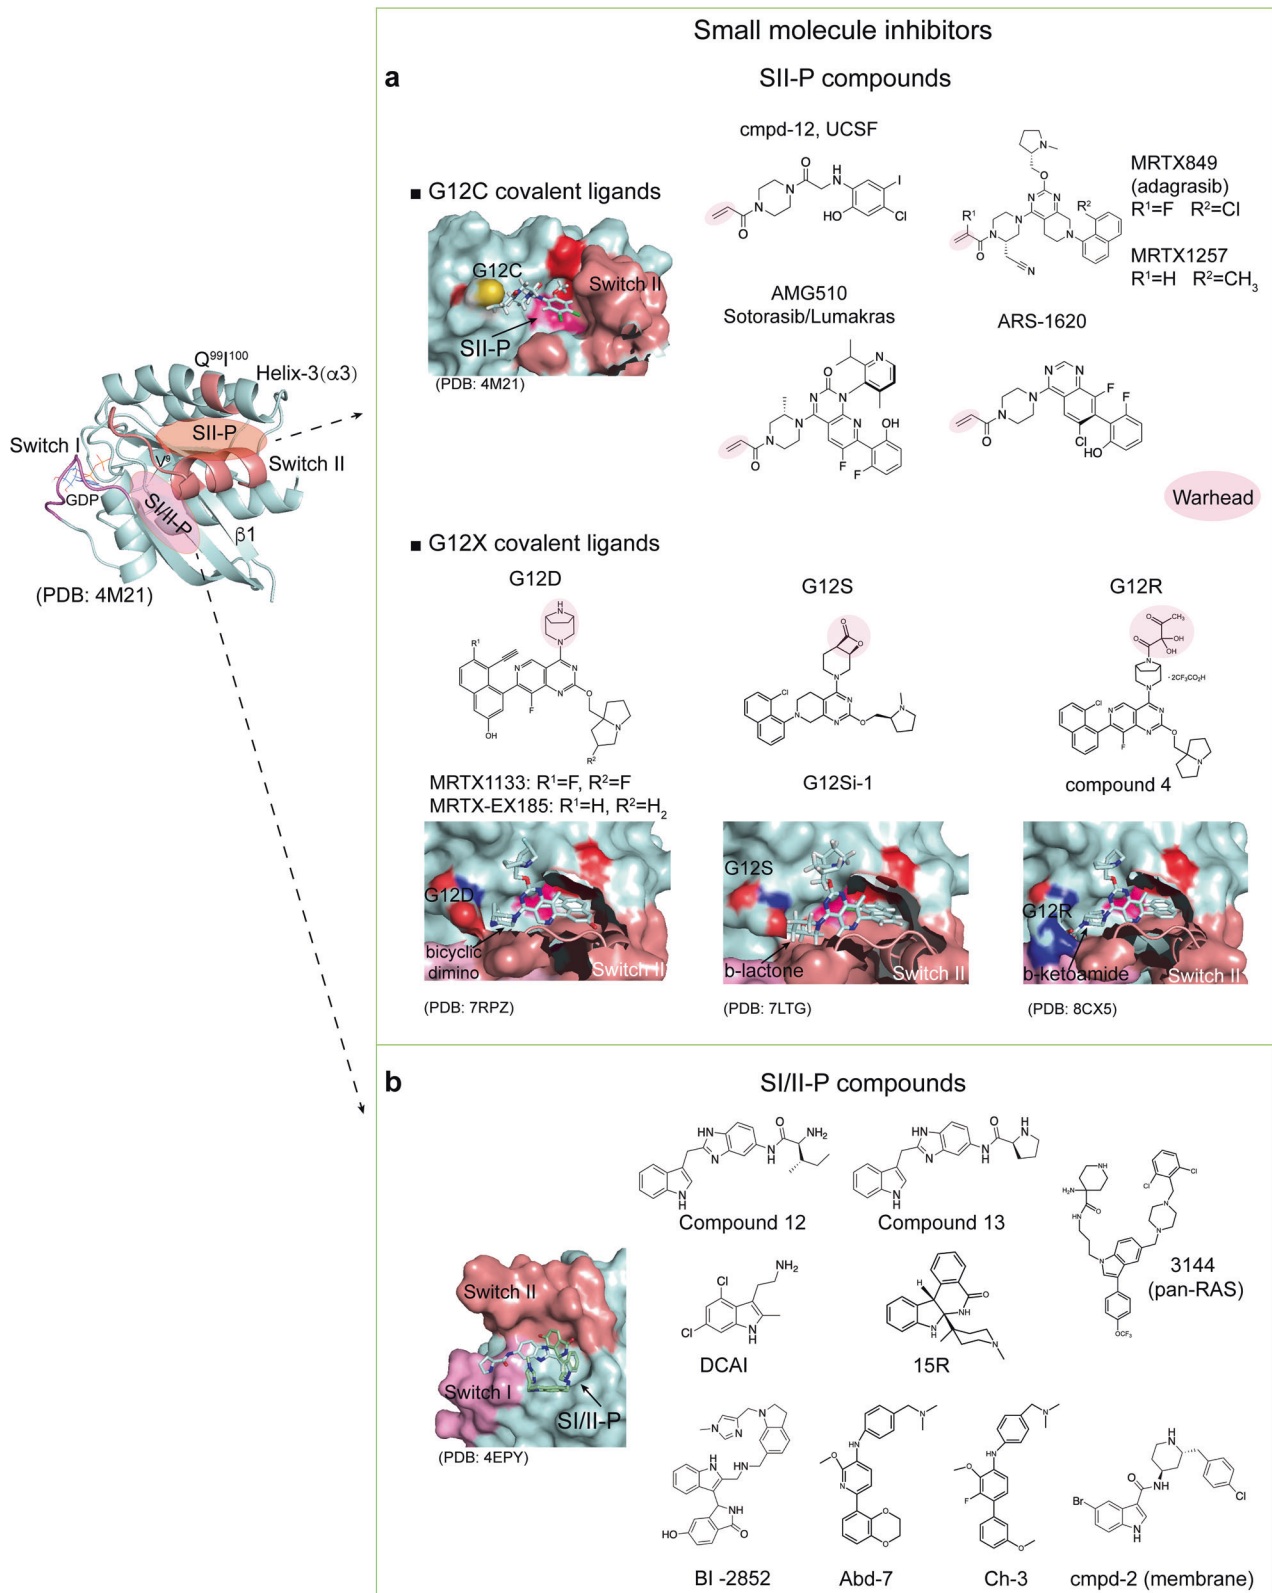 Small molecule inhibitors
a
SII-P compounds
cmpd-12, UCSF
MRTX849
(adagrasib)
R¹=F R²=Cl
MRTX1257
R¹=H R²=CH₃
■ G12C covalent ligands
G12C
Switch II
SII-P
(PDB: 4M21)
AMG510
Sotorasib/Lumakras
ARS-1620
Q⁹⁹I¹⁰⁰
Helix-3(α3)
SII-P
Switch I
V⁹
Switch II
GDP
SI/II-P
β1
(PDB: 4M21)
Warhead
■ G12X covalent ligands
G12D
G12S
G12R
·2CF₃CO₂H
MRTX1133: R¹=F, R²=F
MRTX-EX185: R¹=H, R²=H₂
G12Si-1
compound 4
G12D
bicyclic
dimino
Switch II
(PDB: 7RPZ)
G12S
b-lactone
Switch II
(PDB: 7LTG)
G12R
b-ketoamide
Switch II
(PDB: 8CX5)
b
SI/II-P compounds
Compound 12
Compound 13
3144
(pan-RAS)
Switch II
Switch I
SI/II-P
(PDB: 4EPY)
DCAI
15R
BI -2852
Abd-7
Ch-3
cmpd-2 (membrane)